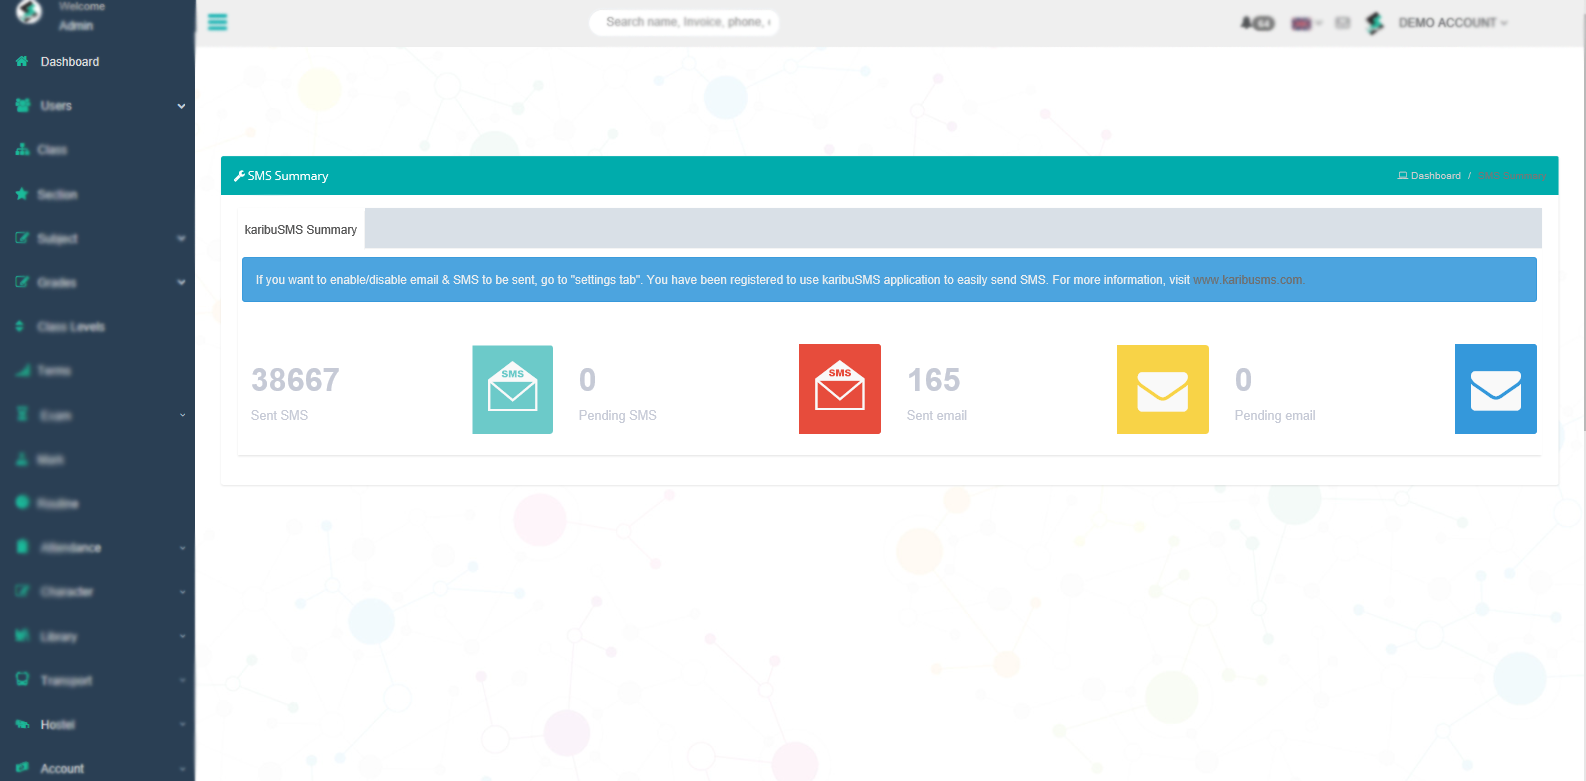 Welcome
Admin
Dashboard
Users
Class
Section
Subject
Grades
Class Levels
Terms
Exam
Mark
Routine
Attendance
Character
Library
Transport
Hostel
Account
Search name, Invoice, phone,
64
DEMO ACCOUNT
SMS Summary
Dashboard / SMS Summary
karibuSMS Summary
If you want to enable/disable email & SMS to be sent, go to "settings tab". You have been registered to use karibuSMS application to easily send SMS. For more information, visit www.karibusms.com.
38667
Sent SMS
SMS
0
Pending SMS
SMS
165
Sent email
0
Pending email